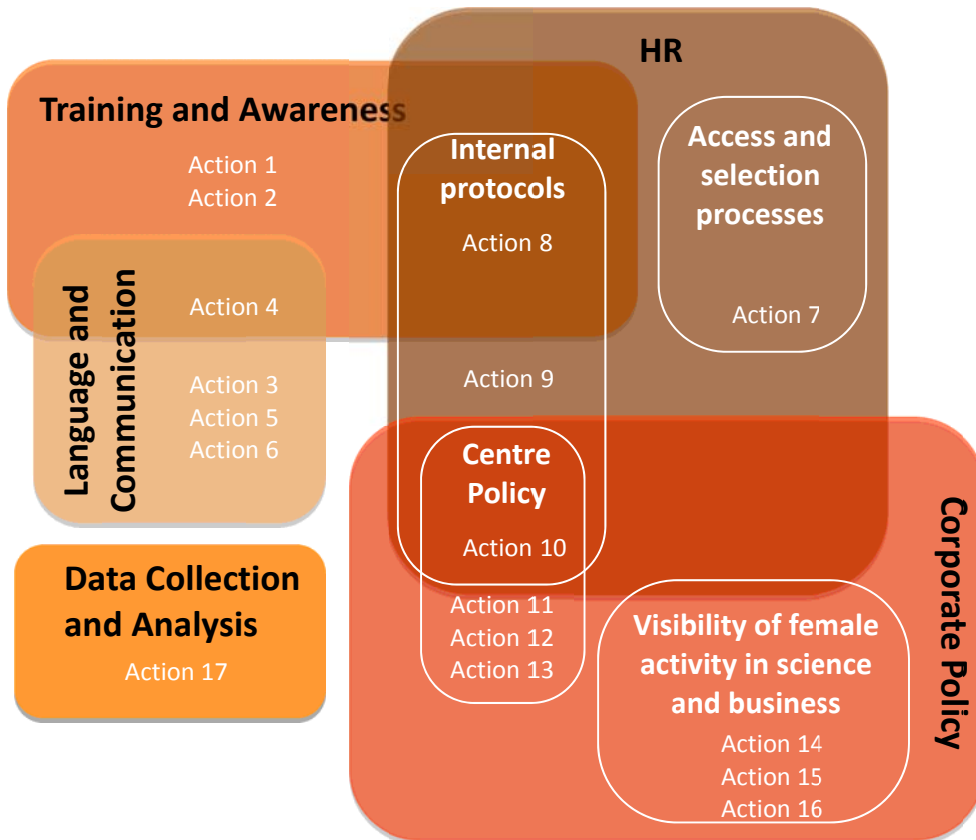 HR
Training and Awareness
Action 1
Action 2
Internal
protocols
Action 8
Access and
selection
processes
Action 7
Language and
Communication
Action 4
Action 3
Action 5
Action 6
Action 9
Centre
Policy
Action 10
Action 11
Action 12
Action 13
Data Collection
and Analysis
Action 17
Visibility of female
activity in science
and business
Action 14
Action 15
Action 16
Corporate Policy